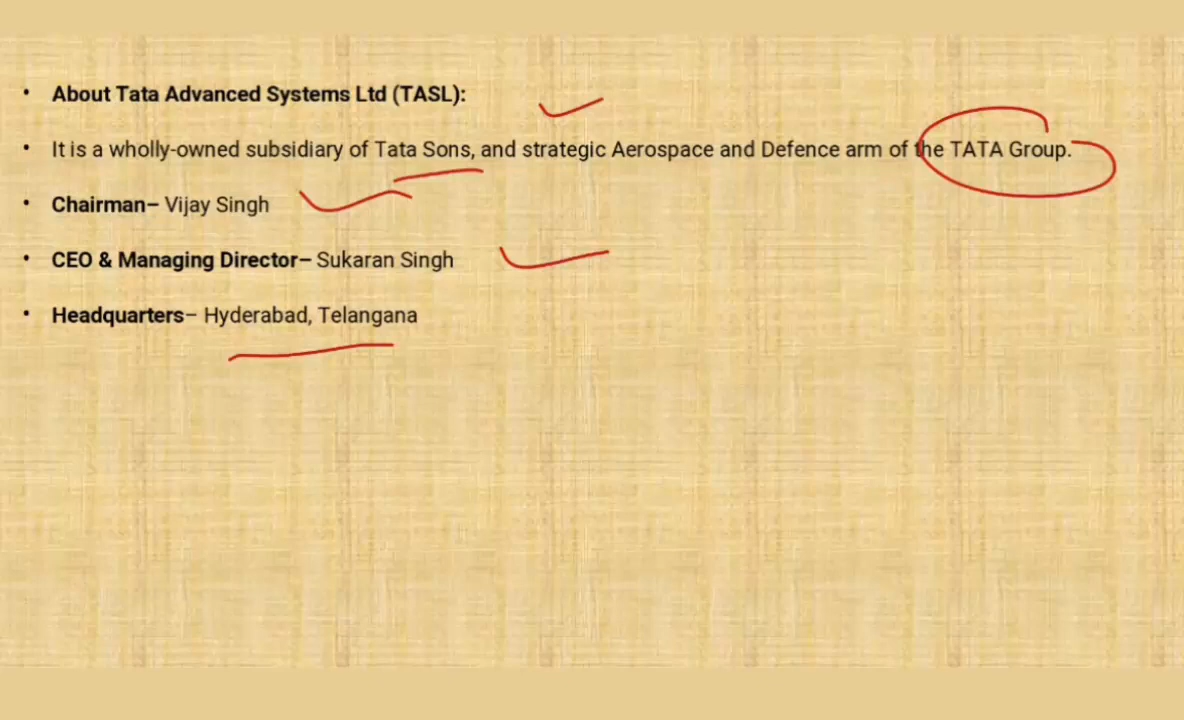 • About Tata Advanced Systems Ltd (TASL):
• It is a wholly-owned subsidiary of Tata Sons, and strategic Aerospace and Defence arm of the TATA Group.
• Chairman– Vijay Singh
• CEO & Managing Director– Sukaran Singh
• Headquarters– Hyderabad, Telangana